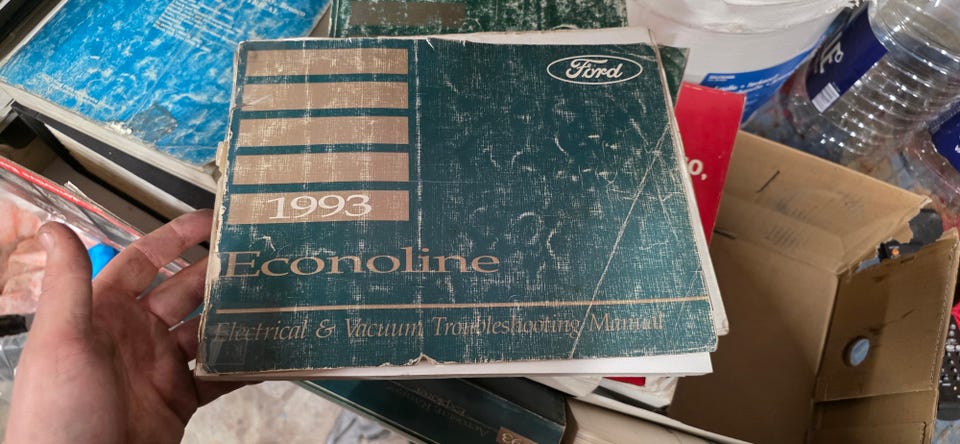 Ford
1993
Econoline
Electrical & Vacuum Troubleshooting Manual